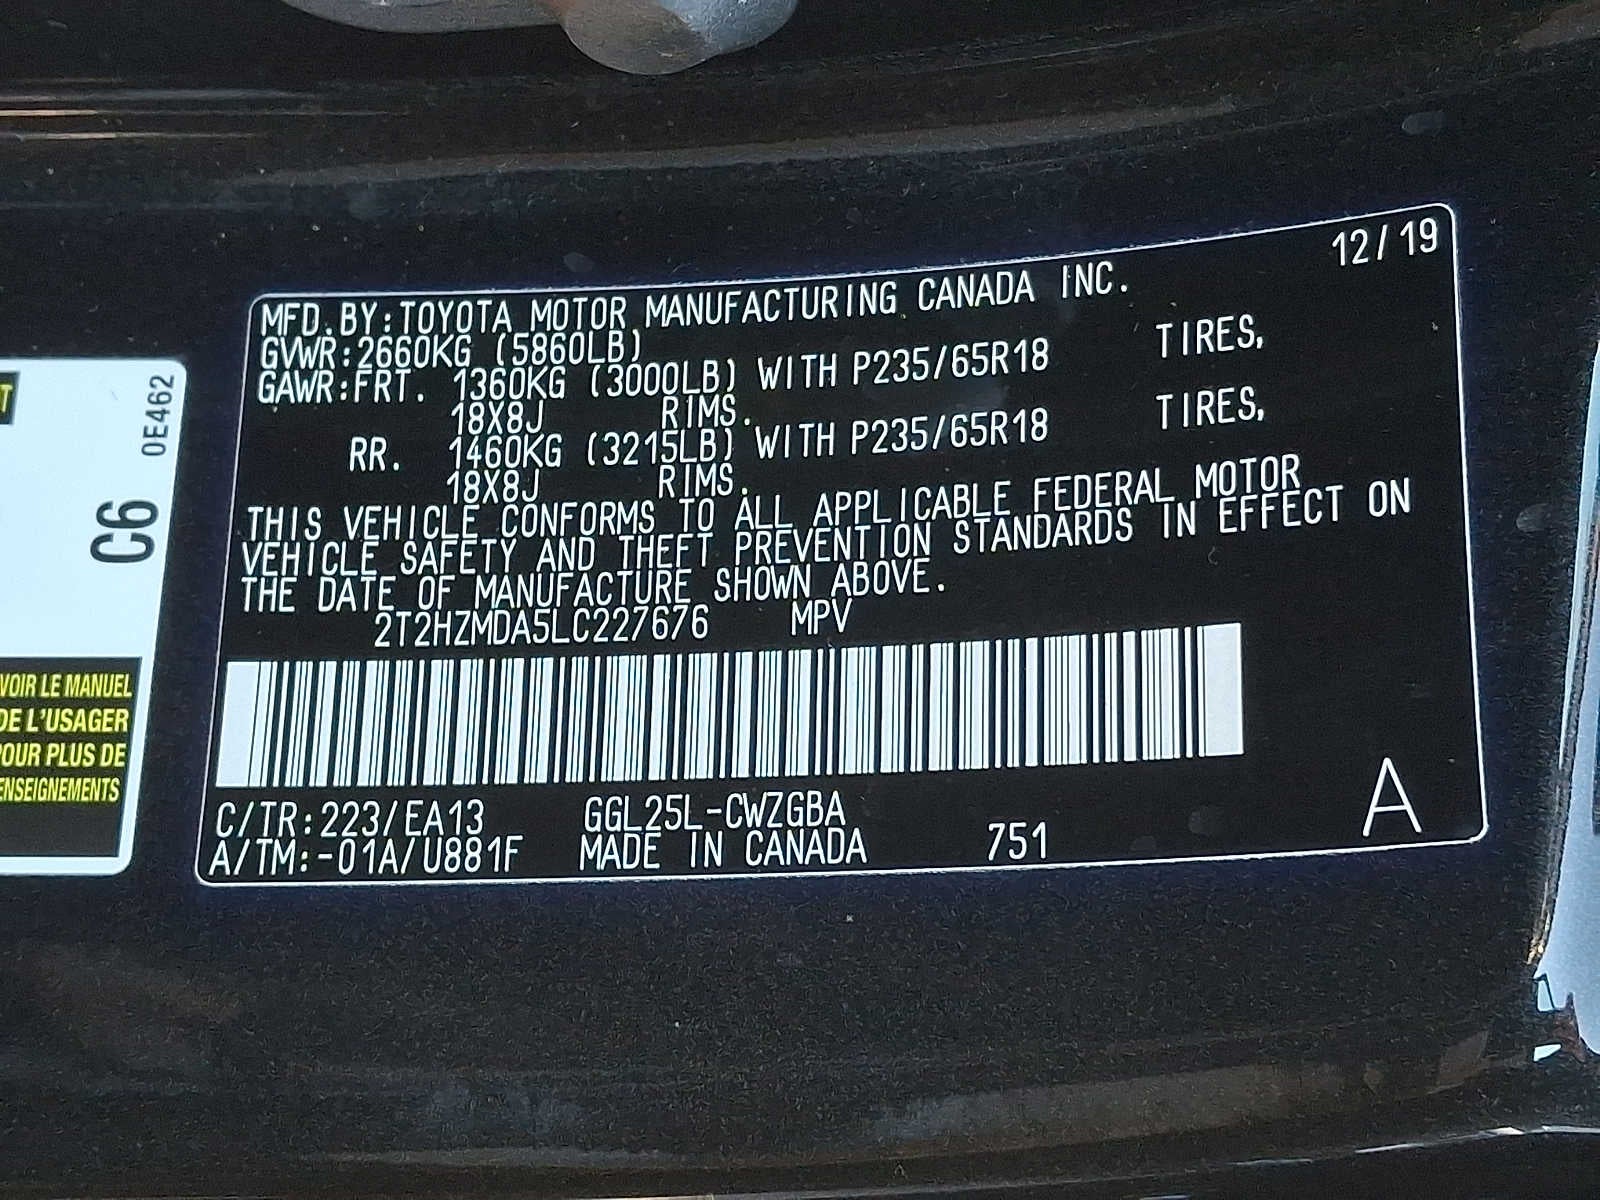 12/19
MFD.BY:TOYOTA MOTOR MANUFACTURING CANADA INC.
GVWR:2660KG (5860LB)
GAWR:FRT. 1360KG (3000LB) WITH P235/65R18 TIRES,
18X8J RIMS.
RR. 1460KG (3215LB) WITH P235/65R18 TIRES,
18X8J RIMS.
THIS VEHICLE CONFORMS TO ALL APPLICABLE FEDERAL MOTOR
VEHICLE SAFETY AND THEFT PREVENTION STANDARDS IN EFFECT ON
THE DATE OF MANUFACTURE SHOWN ABOVE.
2T2HZMDA5LC227676 MPV
C/TR:223/EA13 GGL25L-CWZGBA
A/TM:-01A/U881F MADE IN CANADA 751 A
0E462
C6
VOIR LE MANUEL
DE L'USAGER
POUR PLUS DE
ENSEIGNEMENTS